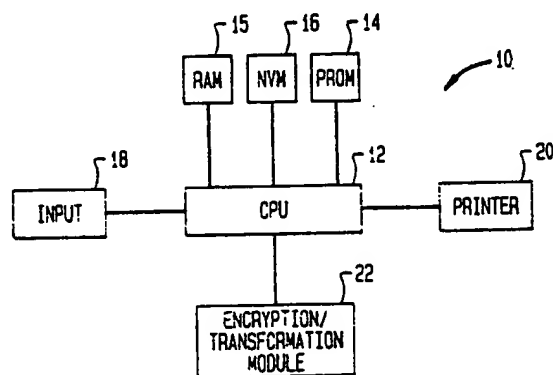 15
16
14
10
RAM
NVM
PROM
18
12
20
INPUT
CPU
PRINTER
22
ENCRYPTION/
TRANSFORMATION
MODULE